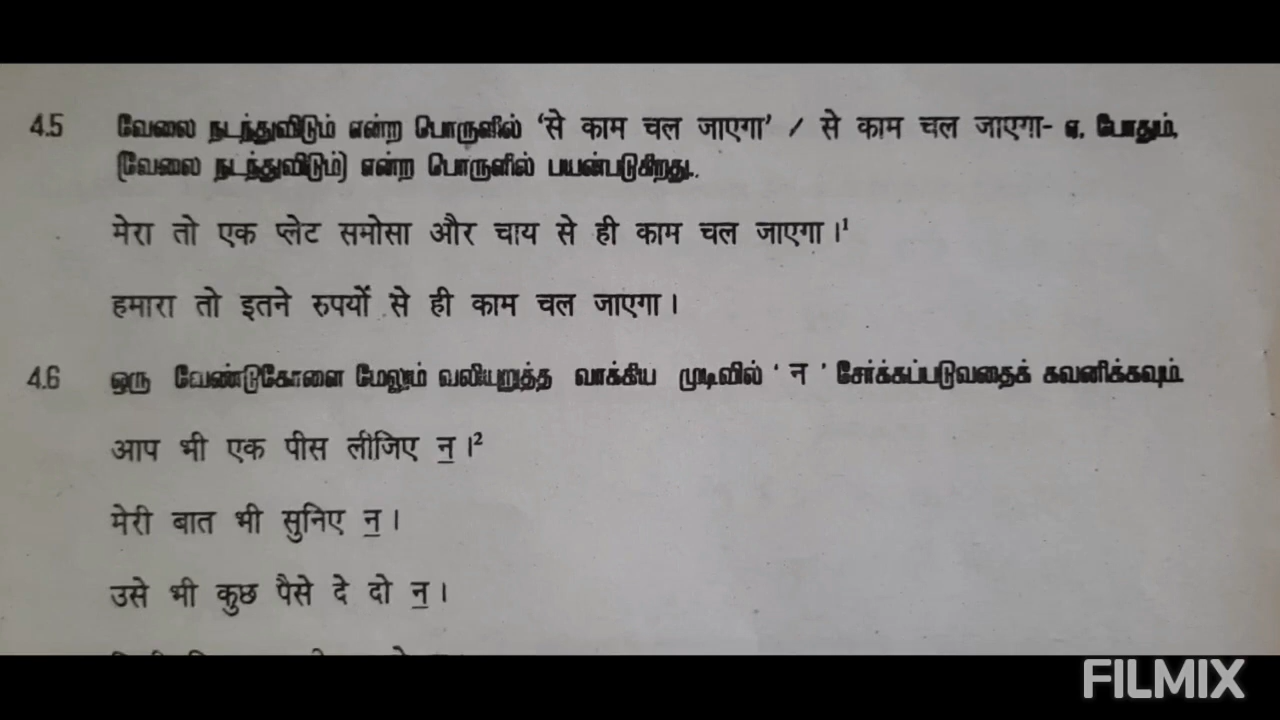 4.5 வேலை நடந்துவிடும் என்ற பொருளில் ‘से काम चल जाएगा’ / से काम चल जाएगा- ஏ, போதும்,
(வேலை நடந்துவிடும்) என்ற பொருளில் பயன்படுகிறது..
मेरा तो एक प्लेट समोसा और चाय से ही काम चल जाएगा।¹
हमारा तो इतने रुपयों से ही काम चल जाएगा।
4.6 ஒரு வேண்டுகோளை மேலும் வலியுறுத்த வாக்கிய முடிவில் ‘ न ’ சேர்க்கப்படுவதைக் கவனிக்கவும்.
आप भी एक पीस लीजिए न।²
मेरी बात भी सुनिए न।
उसे भी कुछ पैसे दे दो न।
FILMIX